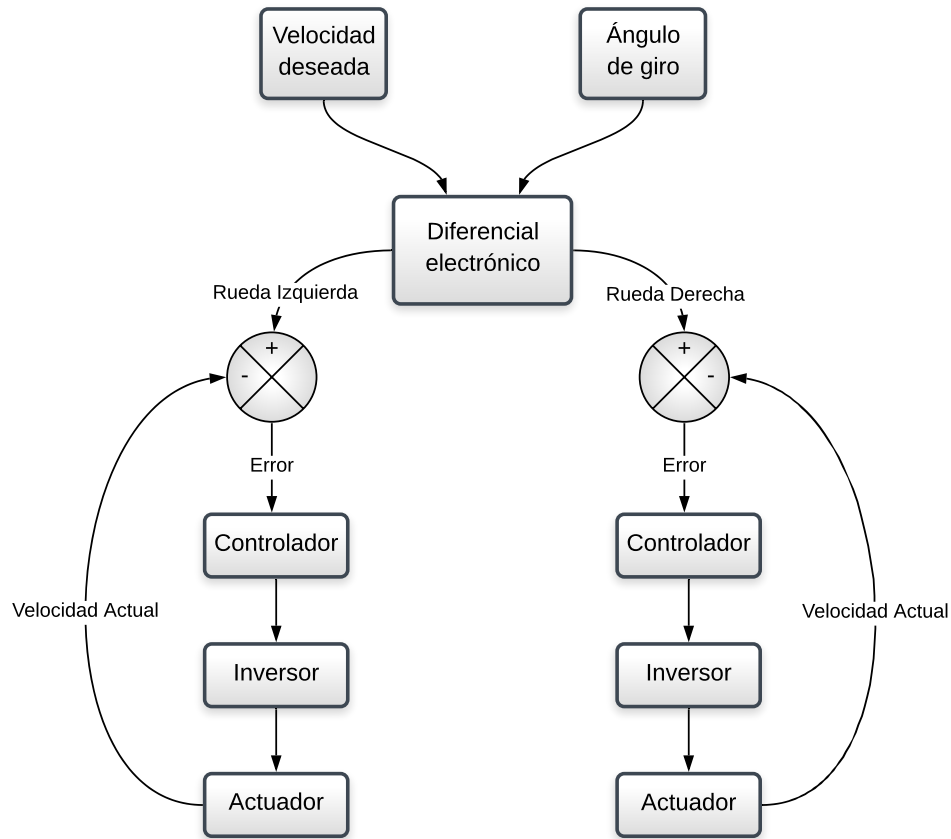 Velocidad
deseada
Ángulo
de giro
Diferencial
electrónico
Rueda Izquierda
Rueda Derecha
+
-
+
-
Error
Error
Controlador
Controlador
Velocidad Actual
Velocidad Actual
Inversor
Inversor
Actuador
Actuador